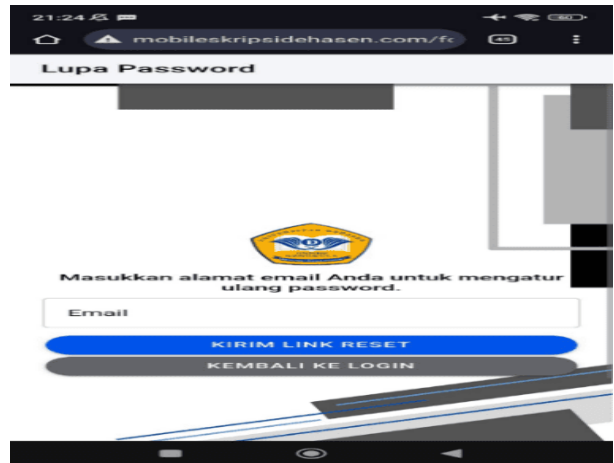 21:24
mobileskripsidehasen.com/fc
Lupa Password
Masukkan alamat email Anda untuk mengatur
ulang password.
Email
KIRIM LINK RESET
KEMBALI KE LOGIN